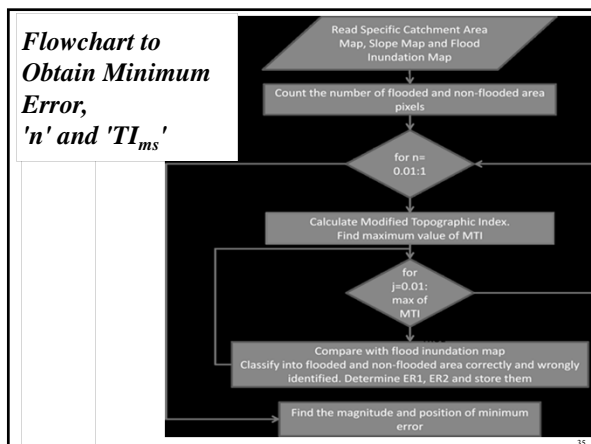 Flowchart to
Obtain Minimum
Error,
'n' and 'TIms'
Read Specific Catchment Area
Map, Slope Map and Flood
Inundation Map
Count the number of flooded and non-flooded area
pixels
for n=
0.01:1
Calculate Modified Topographic Index.
Find maximum value of MTI
for
j=0.01:
max of
MTI
Compare with flood inundation map
Classify into flooded and non-flooded area correctly and wrongly
identified. Determine ER1, ER2 and store them
Find the magnitude and position of minimum
error
35